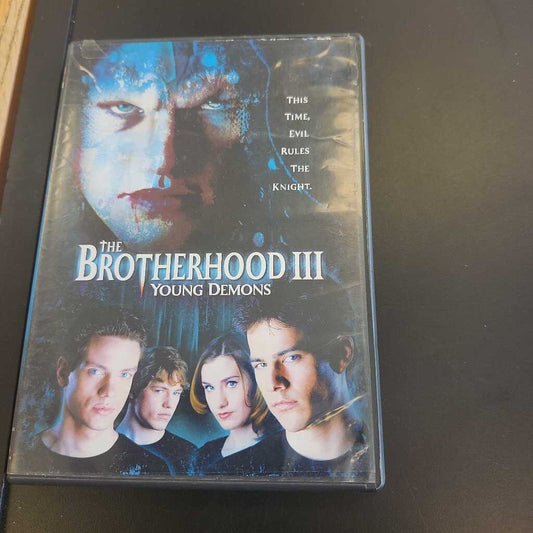 THIS
TIME,
EVIL
RULES
THE
KNIGHT.
THE
BROTHERHOOD III
YOUNG DEMONS